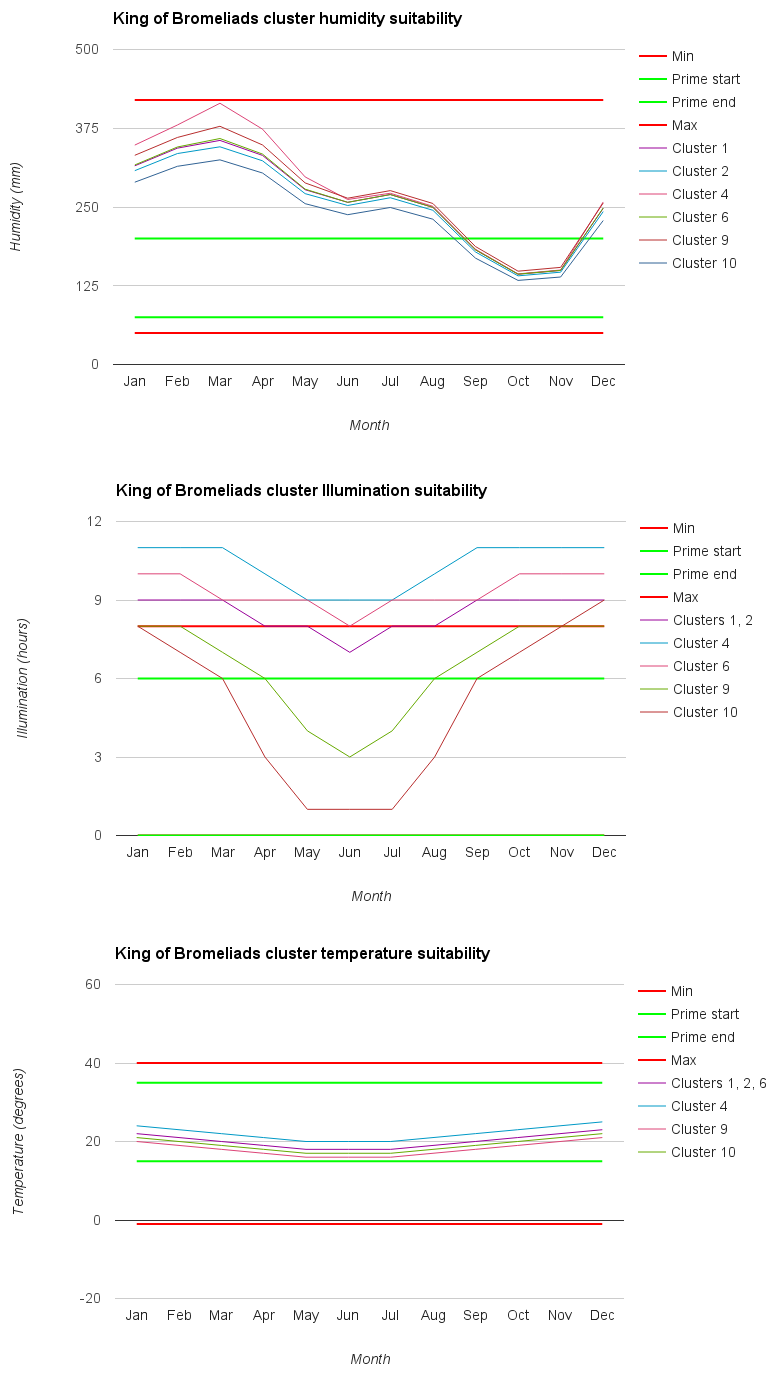 King of Bromeliads cluster humidity suitability
500
375
250
125
0
Humidity (mm)
Jan Feb Mar Apr May Jun Jul Aug Sep Oct Nov Dec
Month
Min
Prime start
Prime end
Max
Cluster 1
Cluster 2
Cluster 4
Cluster 6
Cluster 9
Cluster 10
King of Bromeliads cluster Illumination suitability
12
9
6
3
0
Illumination (hours)
Jan Feb Mar Apr May Jun Jul Aug Sep Oct Nov Dec
Month
Min
Prime start
Prime end
Max
Clusters 1, 2
Cluster 4
Cluster 6
Cluster 9
Cluster 10
King of Bromeliads cluster temperature suitability
60
40
20
0
-20
Temperature (degrees)
Jan Feb Mar Apr May Jun Jul Aug Sep Oct Nov Dec
Month
Min
Prime start
Prime end
Max
Clusters 1, 2, 6
Cluster 4
Cluster 9
Cluster 10